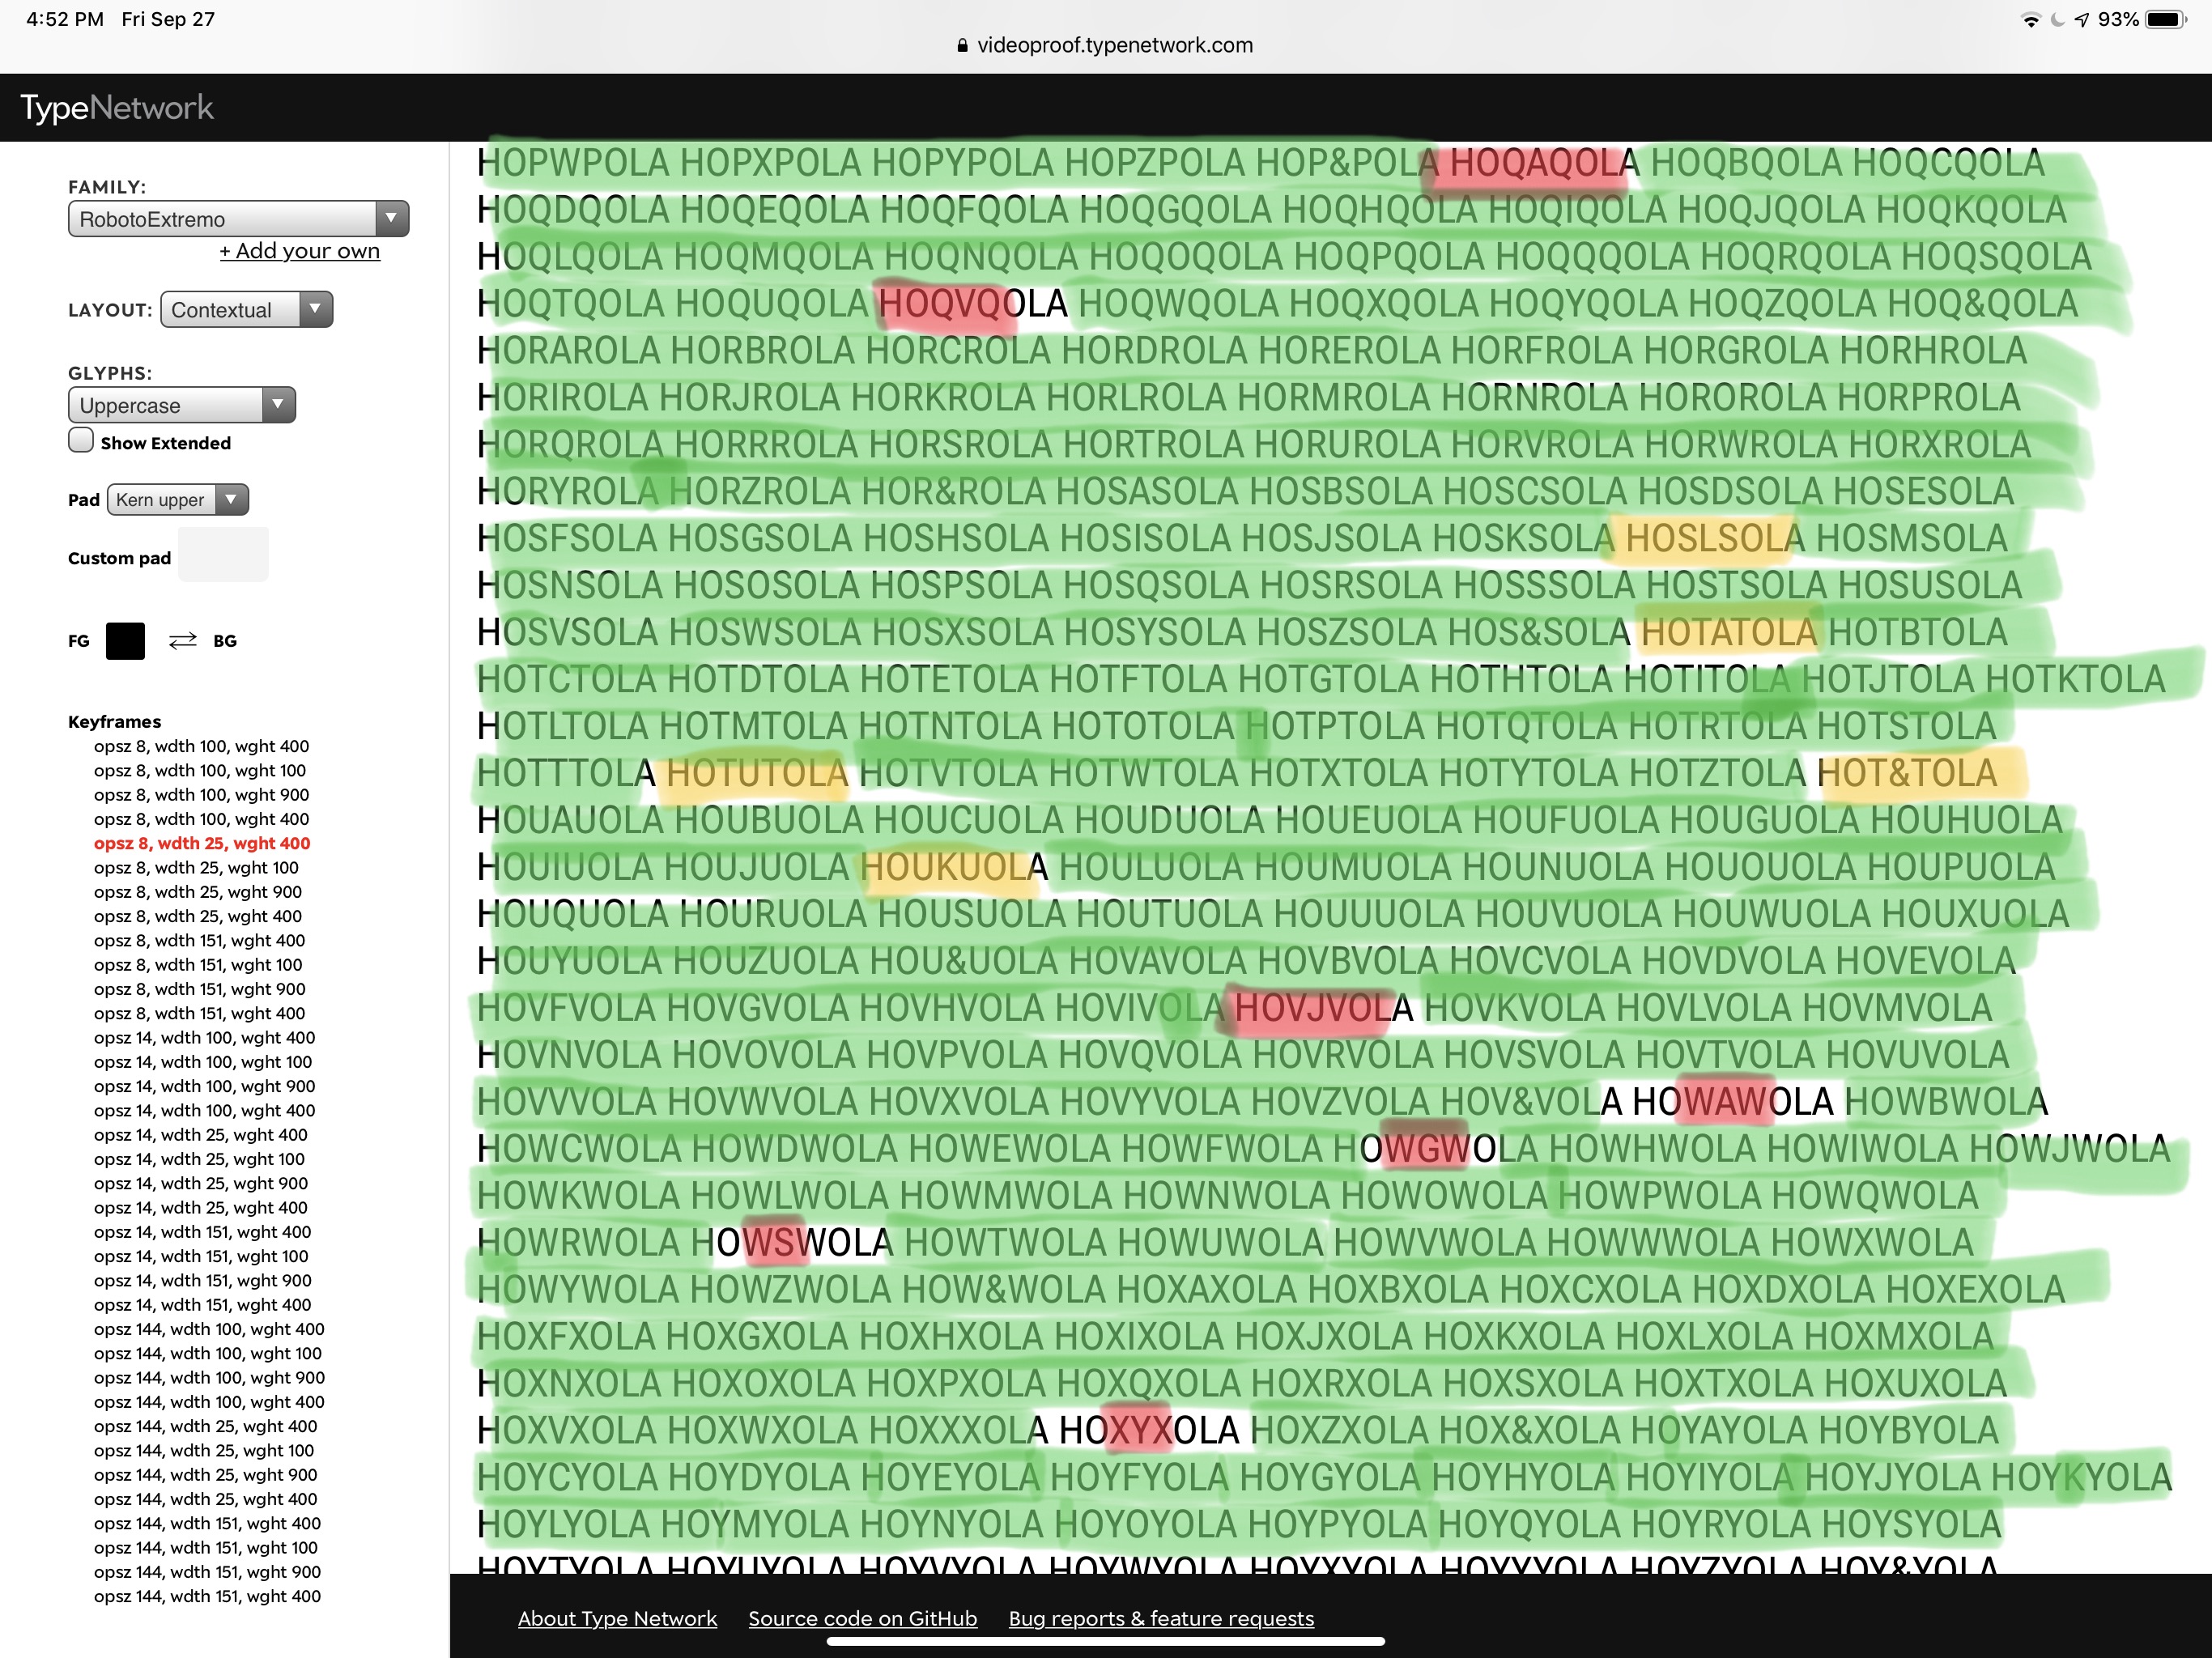 4:52 PM Fri Sep 27
93%
videoproof.typenetwork.com
TypeNetwork
FAMILY:
RobotoExtremo
+ Add your own
LAYOUT: Contextual
GLYPHS:
Uppercase
Show Extended
Pad Kern upper
Custom pad
FG BG
Keyframes
opsz 8, wdth 100, wght 400
opsz 8, wdth 100, wght 100
opsz 8, wdth 100, wght 900
opsz 8, wdth 100, wght 400
opsz 8, wdth 25, wght 400
opsz 8, wdth 25, wght 100
opsz 8, wdth 25, wght 900
opsz 8, wdth 25, wght 400
opsz 8, wdth 151, wght 400
opsz 8, wdth 151, wght 100
opsz 8, wdth 151, wght 900
opsz 8, wdth 151, wght 400
opsz 14, wdth 100, wght 400
opsz 14, wdth 100, wght 100
opsz 14, wdth 100, wght 900
opsz 14, wdth 100, wght 400
opsz 14, wdth 25, wght 400
opsz 14, wdth 25, wght 100
opsz 14, wdth 25, wght 900
opsz 14, wdth 25, wght 400
opsz 14, wdth 151, wght 400
opsz 14, wdth 151, wght 100
opsz 14, wdth 151, wght 900
opsz 14, wdth 151, wght 400
opsz 144, wdth 100, wght 400
opsz 144, wdth 100, wght 100
opsz 144, wdth 100, wght 900
opsz 144, wdth 100, wght 400
opsz 144, wdth 25, wght 400
opsz 144, wdth 25, wght 100
opsz 144, wdth 25, wght 900
opsz 144, wdth 25, wght 400
opsz 144, wdth 151, wght 400
opsz 144, wdth 151, wght 100
opsz 144, wdth 151, wght 900
opsz 144, wdth 151, wght 400
HOPWPOLA HOPXPOLA HOPYPOLA HOPZPOLA HOP&POLA HOQAQOLA HOQBQOLA HOQCQOLA
HOQDQOLA HOQEQOLA HOQFQOLA HOQGQOLA HOQHQOLA HOQIQOLA HOQJQOLA HOQKQOLA
HOQLQOLA HOQMQOLA HOQNQOLA HOQOQOLA HOQPQOLA HOQQQOLA HOQRQOLA HOQSQOLA
HOQTQOLA HOQUQOLA HOQVQOLA HOQWQOLA HOQXQOLA HOQYQOLA HOQZQOLA HOQ&QOLA
HORAROLA HORBROLA HORCROLA HORDROLA HOREROLA HORFROLA HORGROLA HORHROLA
HORIROLA HORJROLA HORKROLA HORLROLA HORMROLA HORNROLA HOROROLA HORPROLA
HORQROLA HORRROLA HORSROLA HORTROLA HORUROLA HORVROLA HORWROLA HORXROLA
HORYROLA HORZROLA HOR&ROLA HOSASOLA HOSBSOLA HOSCSOLA HOSDSOLA HOSESOLA
HOSFSOLA HOSGSOLA HOSHSOLA HOSISOLA HOSJSOLA HOSKSOLA HOSLSOLA HOSMSOLA
HOSNSOLA HOSOSOLA HOSPSOLA HOSQSOLA HOSRSOLA HOSSSOLA HOSTSOLA HOSUSOLA
HOSVSOLA HOSWSOLA HOSXSOLA HOSYSOLA HOSZSOLA HOS&SOLA HOTATOLA HOTBTOLA
HOTCTOLA HOTDTOLA HOTETOLA HOTFTOLA HOTGTOLA HOTHTOLA HOTITOLA HOTJTOLA HOTKTOLA
HOTLTOLA HOTMTOLA HOTNTOLA HOTOTOLA HOTPTOLA HOTQTOLA HOTRTOLA HOTSTOLA
HOTTTOLA HOTUTOLA HOTVTOLA HOTWTOLA HOTXTOLA HOTYTOLA HOTZTOLA HOT&TOLA
HOUAUOLA HOUBUOLA HOUCUOLA HOUDUOLA HOUEUOLA HOUFUOLA HOUGUOLA HOUHUOLA
HOUIUOLA HOUJUOLA HOUKUOLA HOULUOLA HOUMUOLA HOUNUOLA HOUOUOLA HOUPUOLA
HOUQUOLA HOURUOLA HOUSUOLA HOUTUOLA HOUUUOLA HOUVUOLA HOUWUOLA HOUXUOLA
HOUYUOLA HOUZUOLA HOU&UOLA HOVAVOLA HOVBVOLA HOVCVOLA HOVDVOLA HOVEVOLA
HOVFVOLA HOVGVOLA HOVHVOLA HOVIVOLA HOVJVOLA HOVKVOLA HOVLVOLA HOVMVOLA
HOVNVOLA HOVOVOLA HOVPVOLA HOVQVOLA HOVRVOLA HOVSVOLA HOVTVOLA HOVUVOLA
HOVVVOLA HOVWVOLA HOVXVOLA HOVYVOLA HOVZVOLA HOV&VOLA HOWAWOLA HOWBWOLA
HOWCWOLA HOWDWOLA HOWEWOLA HOWFWOLA HOWGWOLA HOWHWOLA HOWIWOLA HOWJWOLA
HOWKWOLA HOWLWOLA HOWMWOLA HOWNWOLA HOWOWOLA HOWPWOLA HOWQWOLA
HOWRWOLA HOWSWOLA HOWTWOLA HOWUWOLA HOWVWOLA HOWWWOLA HOWXWOLA
HOWYWOLA HOWZWOLA HOW&WOLA HOXAXOLA HOXBXOLA HOXCXOLA HOXDXOLA HOXEXOLA
HOXFXOLA HOXGXOLA HOXHXOLA HOXIXOLA HOXJXOLA HOXKXOLA HOXLXOLA HOXMXOLA
HOXNXOLA HOXOXOLA HOXPXOLA HOXQXOLA HOXRXOLA HOXSXOLA HOXTXOLA HOXUXOLA
HOXVXOLA HOXWXOLA HOXXXOLA HOXYXOLA HOXZXOLA HOX&XOLA HOYAYOLA HOYBYOLA
HOYCYOLA HOYDYOLA HOYEYOLA HOYFYOLA HOYGYOLA HOYHYOLA HOYIYOLA HOYJYOLA HOYKYOLA
HOYLYOLA HOYMYOLA HOYNYOLA HOYOYOLA HOYPYOLA HOYQYOLA HOYRYOLA HOYSYOLA
HOYTYOLA HOYUYOLA HOYVYOLA HOYWYOLA HOYXYOLA HOYYYOLA HOYZYOLA HOY&YOLA
About Type Network Source code on GitHub Bug reports & feature requests